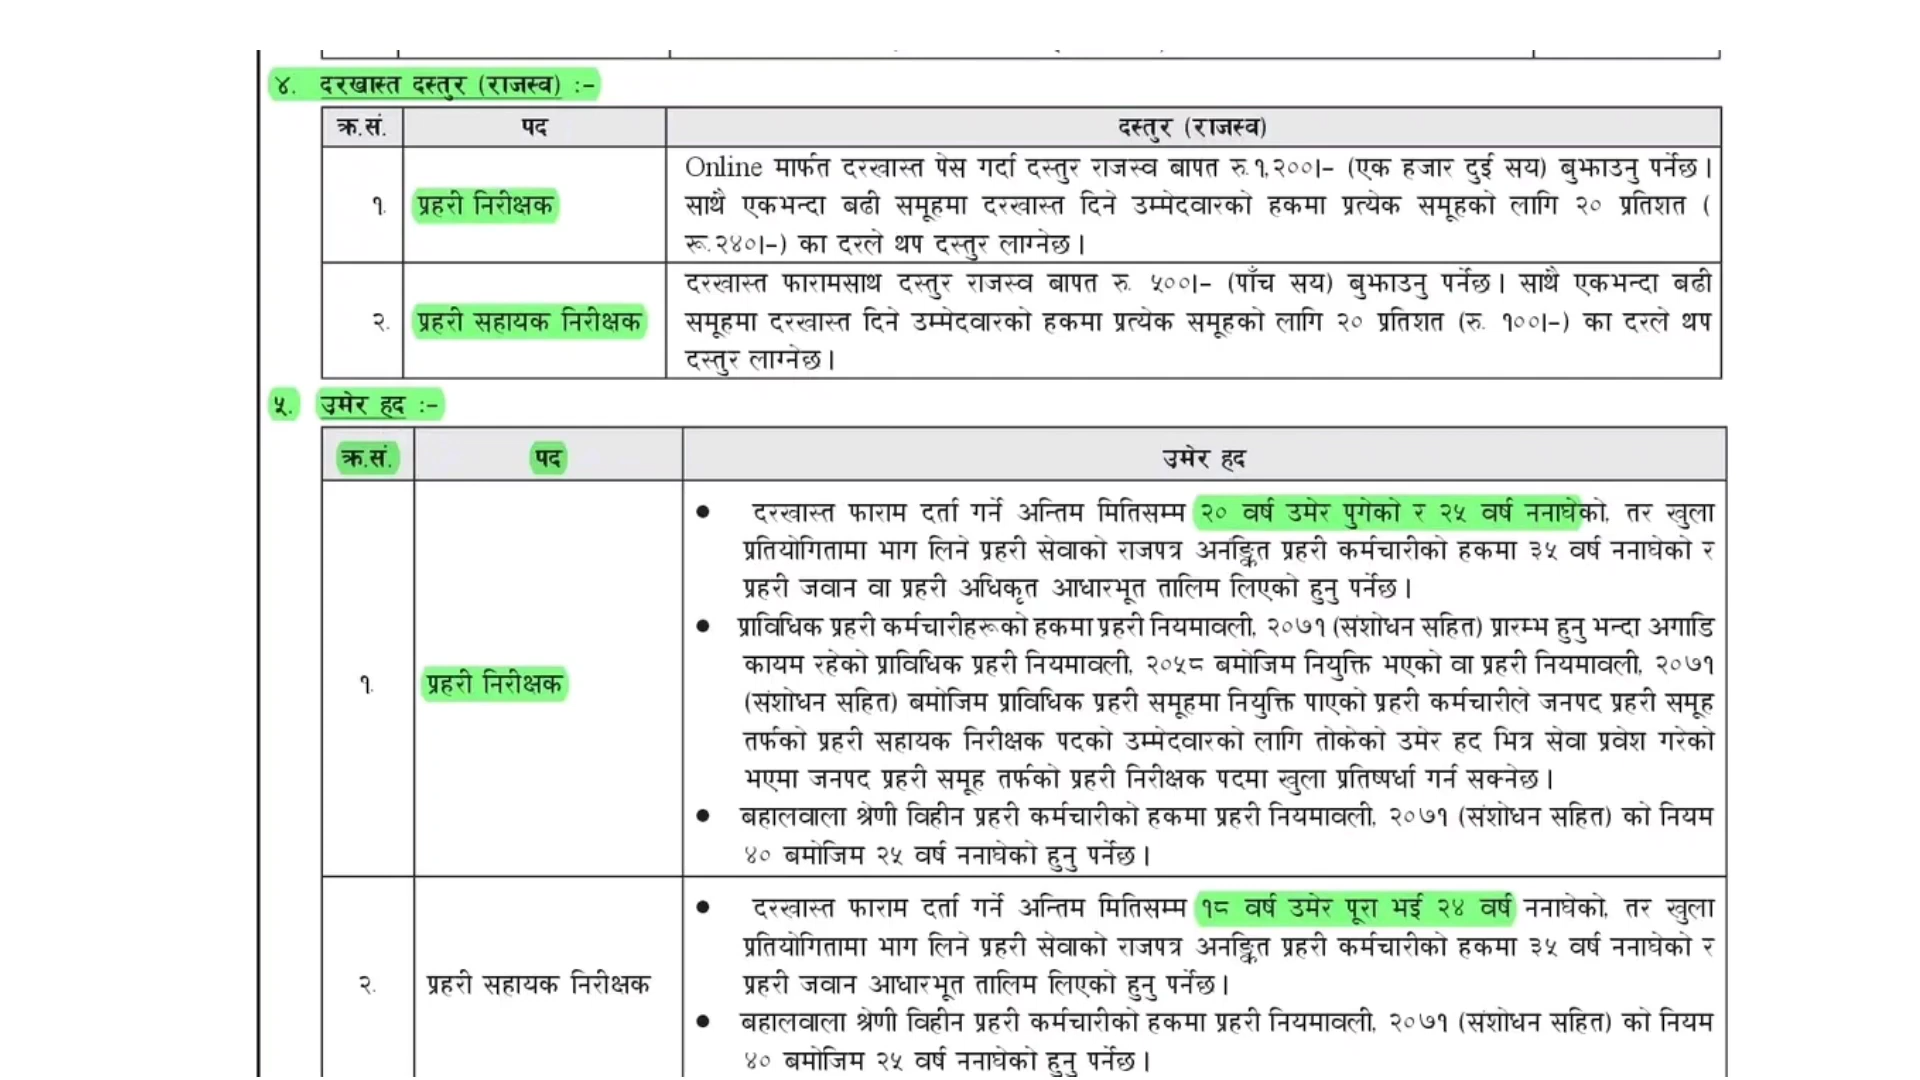 ४. दरखास्त दस्तुर (राजस्व) :-
क्र.सं. पद दस्तुर (राजस्व)
१. प्रहरी निरीक्षक
Online मार्फत दरखास्त पेस गर्दा दस्तुर राजस्व बापत रु.१,२००।– (एक हजार दुई सय) बुझाउनु पर्नेछ।
साथै एकभन्दा बढी समूहमा दरखास्त दिने उम्मेदवारको हकमा प्रत्येक समूहको लागि २० प्रतिशत (
रू.२४०।–) का दरले थप दस्तुर लाग्नेछ।
२. प्रहरी सहायक निरीक्षक
दरखास्त फारामसाथ दस्तुर राजस्व बापत रु. ५००।– (पाँच सय) बुझाउनु पर्नेछ। साथै एकभन्दा बढी
समूहमा दरखास्त दिने उम्मेदवारको हकमा प्रत्येक समूहको लागि २० प्रतिशत (रु. १००।–) का दरले थप
दस्तुर लाग्नेछ।
५. उमेर हद :-
क्र.सं. पद उमेर हद
१. प्रहरी निरीक्षक
● दरखास्त फाराम दर्ता गर्ने अन्तिम मितिसम्म २० वर्ष उमेर पुगेको र २५ वर्ष ननाघेको, तर खुला
प्रतियोगितामा भाग लिने प्रहरी सेवाको राजपत्र अनङ्कित प्रहरी कर्मचारीको हकमा ३५ वर्ष ननाघेको र
प्रहरी जवान वा प्रहरी अधिकृत आधारभूत तालिम लिएको हुनु पर्नेछ।
● प्राविधिक प्रहरी कर्मचारीहरूको हकमा प्रहरी नियमावली, २०७१ (संशोधन सहित) प्रारम्भ हुनु भन्दा अगाडि
कायम रहेको प्राविधिक प्रहरी नियमावली, २०५८ बमोजिम नियुक्ति भएको वा प्रहरी नियमावली, २०७१
(संशोधन सहित) बमोजिम प्राविधिक प्रहरी समूहमा नियुक्ति पाएको प्रहरी कर्मचारीले जनपद प्रहरी समूह
तर्फको प्रहरी सहायक निरीक्षक पदको उम्मेदवारको लागि तोकेको उमेर हद भित्र सेवा प्रवेश गरेको
भएमा जनपद प्रहरी समूह तर्फको प्रहरी निरीक्षक पदमा खुला प्रतिष्पर्धा गर्न सक्नेछ।
● बहालवाला श्रेणी विहीन प्रहरी कर्मचारीको हकमा प्रहरी नियमावली, २०७१ (संशोधन सहित) को नियम
४० बमोजिम २५ वर्ष ननाघेको हुनु पर्नेछ।
२. प्रहरी सहायक निरीक्षक
● दरखास्त फाराम दर्ता गर्ने अन्तिम मितिसम्म १८ वर्ष उमेर पूरा भई २४ वर्ष ननाघेको, तर खुला
प्रतियोगितामा भाग लिने प्रहरी सेवाको राजपत्र अनङ्कित प्रहरी कर्मचारीको हकमा ३५ वर्ष ननाघेको र
प्रहरी जवान आधारभूत तालिम लिएको हुनु पर्नेछ।
● बहालवाला श्रेणी विहीन प्रहरी कर्मचारीको हकमा प्रहरी नियमावली, २०७१ (संशोधन सहित) को नियम
४० बमोजिम २५ वर्ष ननाघेको हुनु पर्नेछ।